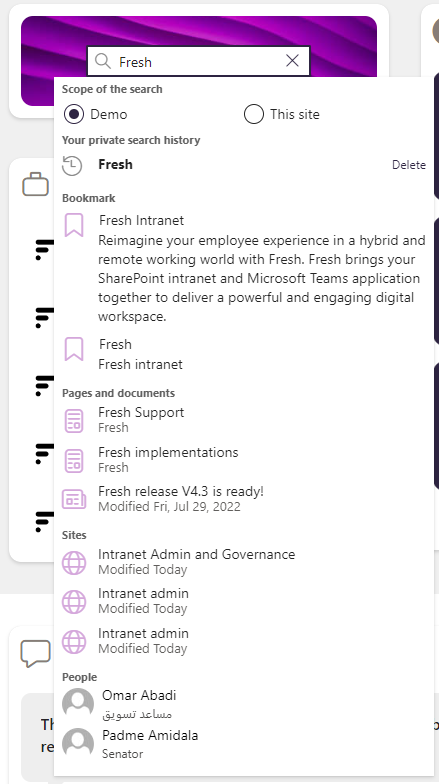 Fresh
Scope of the search
Demo
This site
Your private search history
Fresh
Delete
Bookmark
Fresh Intranet
Reimagine your employee experience in a hybrid and
remote working world with Fresh. Fresh brings your
SharePoint intranet and Microsoft Teams application
together to deliver a powerful and engaging digital
workspace.
Fresh
Fresh intranet
Pages and documents
Fresh Support
Fresh
Fresh implementations
Fresh
Fresh release V4.3 is ready!
Modified Fri, Jul 29, 2022
Sites
Intranet Admin and Governance
Modified Today
Intranet admin
Modified Today
Intranet admin
Modified Today
People
Omar Abadi
مساعد تسويق
Padme Amidala
Senator